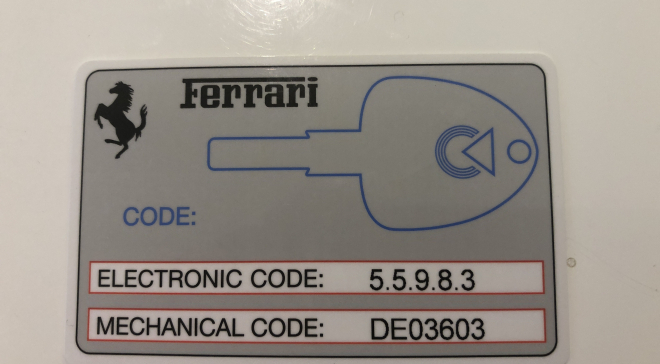 Ferrari
CODE:
ELECTRONIC CODE: 5.5.9.8.3
MECHANICAL CODE: DE03603